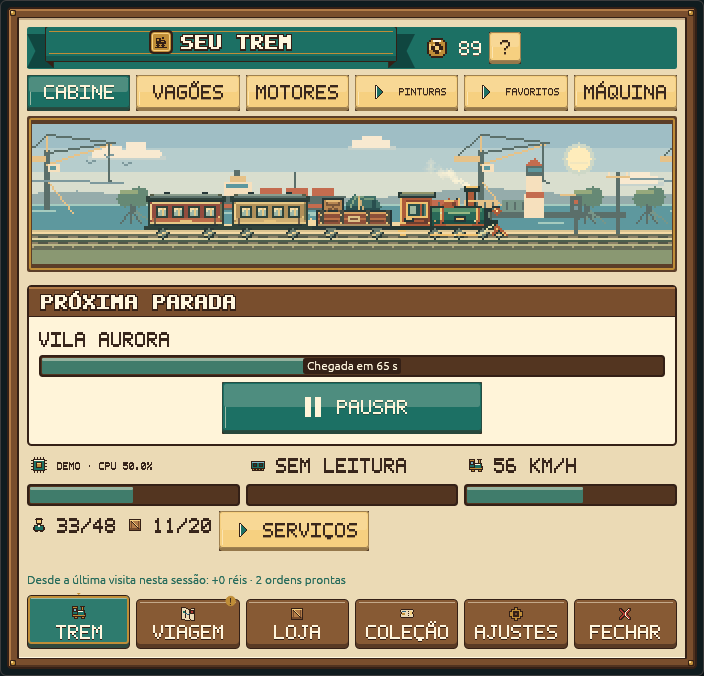 SEU TREM
89 ?
CABINE VAGÕES MOTORES PINTURAS FAVORITOS MÁQUINA
PRÓXIMA PARADA
VILA AURORA
Chegada em 65 s
PAUSAR
DEMO · CPU 50.0% SEM LEITURA 56 KM/H
33/48 11/20 SERVIÇOS
Desde a última visita nesta sessão: +0 réis · 2 ordens prontas
!
TREM VIAGEM LOJA COLEÇÃO AJUSTES FECHAR